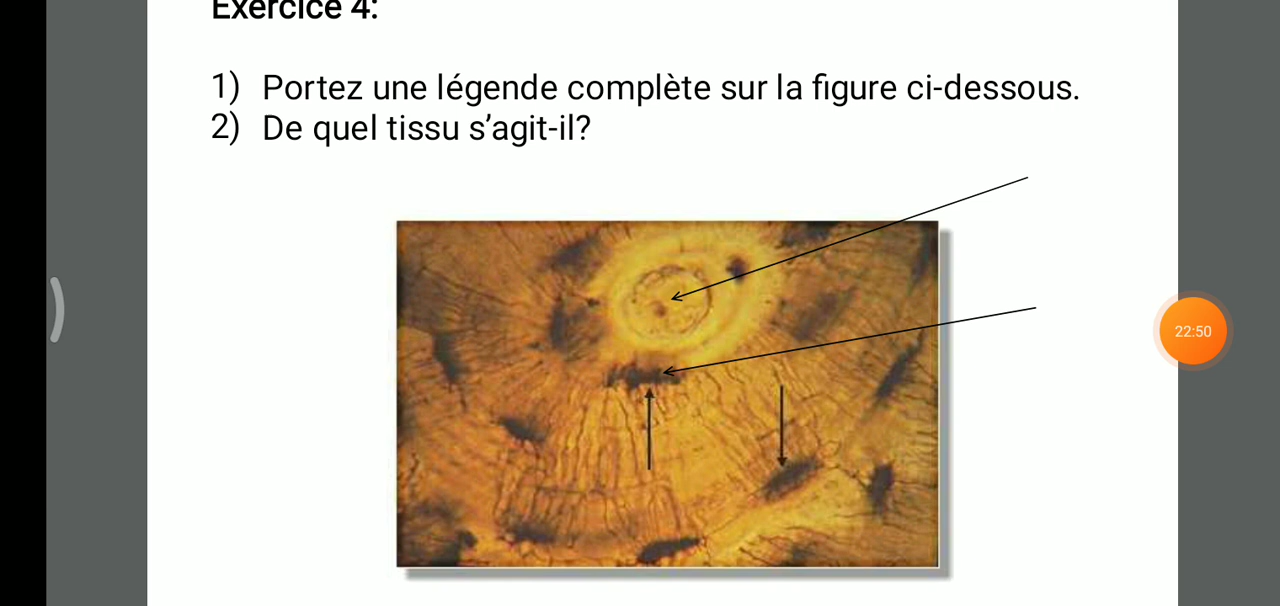 Exercice 4:
1) Portez une légende complète sur la figure ci-dessous.
2) De quel tissu s’agit-il?
22:50